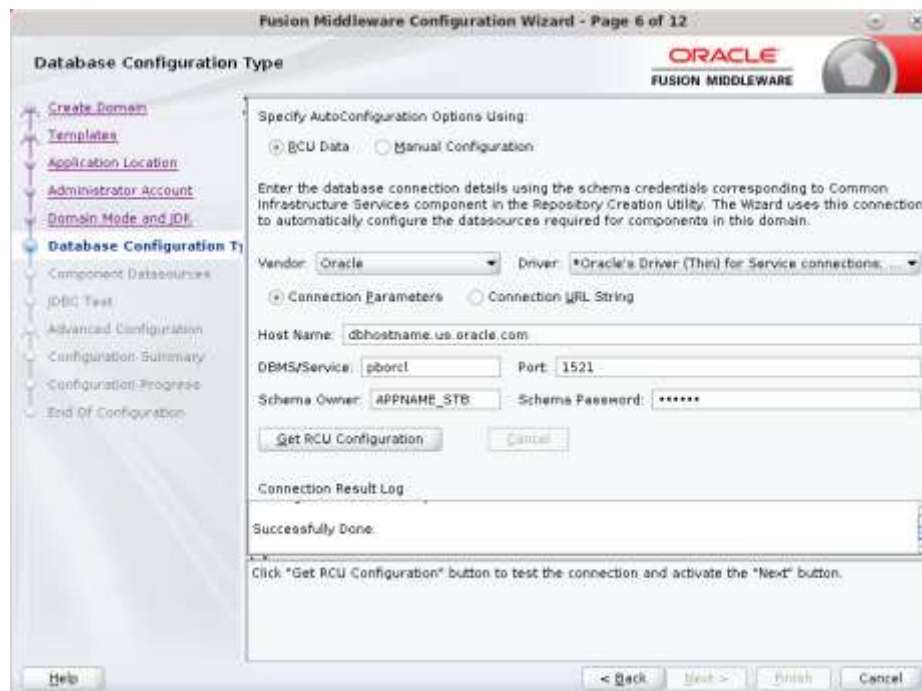 Fusion Middleware Configuration Wizard - Page 6 of 12
Database Configuration Type
ORACLE
FUSION MIDDLEWARE
Create Domain
Templates
Application Location
Administrator Account
Domain Mode and JDK
Database Configuration Ty
Component Datasources
JDBC Test
Advanced Configuration
Configuration Summary
Configuration Progress
End Of Configuration
Specify AutoConfiguration Options Using:
RCU Data Manual Configuration
Enter the database connection details using the schema credentials corresponding to Common
Infrastructure Services component in the Repository Creation Utility. The Wizard uses this connection
to automatically configure the datasources required for components in this domain.
Vendor: Oracle Driver: *Oracle's Driver (Thin) for Service connections; ...
Connection Parameters Connection URL String
Host Name: dbhostname.us.oracle.com
DBMS/Service: pborcl Port: 1521
Schema Owner: APPNAME_STB Schema Password: ••••••
Get RCU Configuration Cancel
Connection Result Log
Successfully Done.
Click "Get RCU Configuration" button to test the connection and activate the "Next" button.
Help < Back Next > Finish Cancel